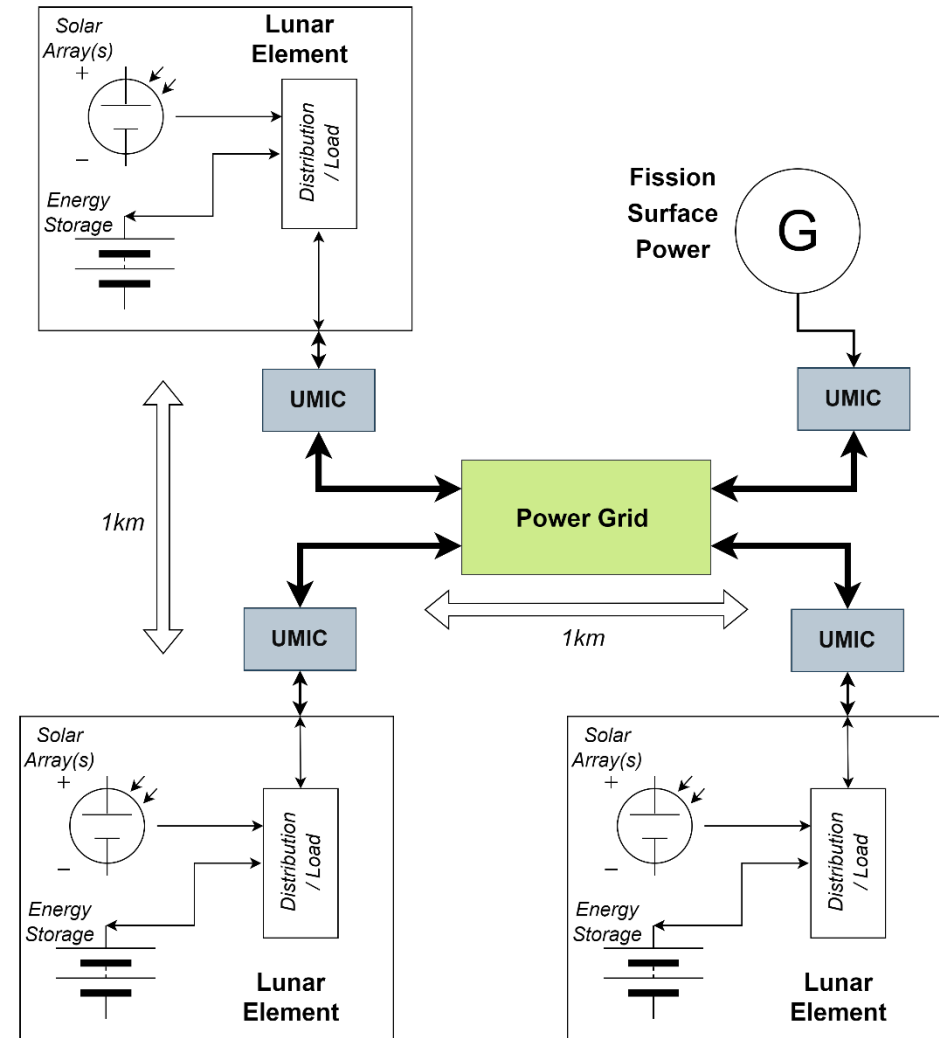 Solar
Array(s)
+
−
Lunar
Element
Distribution
/ Load
Energy
Storage
Fission
Surface
Power
G
UMIC
UMIC
1km
Power Grid
1km
UMIC
UMIC
Solar
Array(s)
+
−
Distribution
/ Load
Energy
Storage
Lunar
Element
Solar
Array(s)
+
−
Distribution
/ Load
Energy
Storage
Lunar
Element